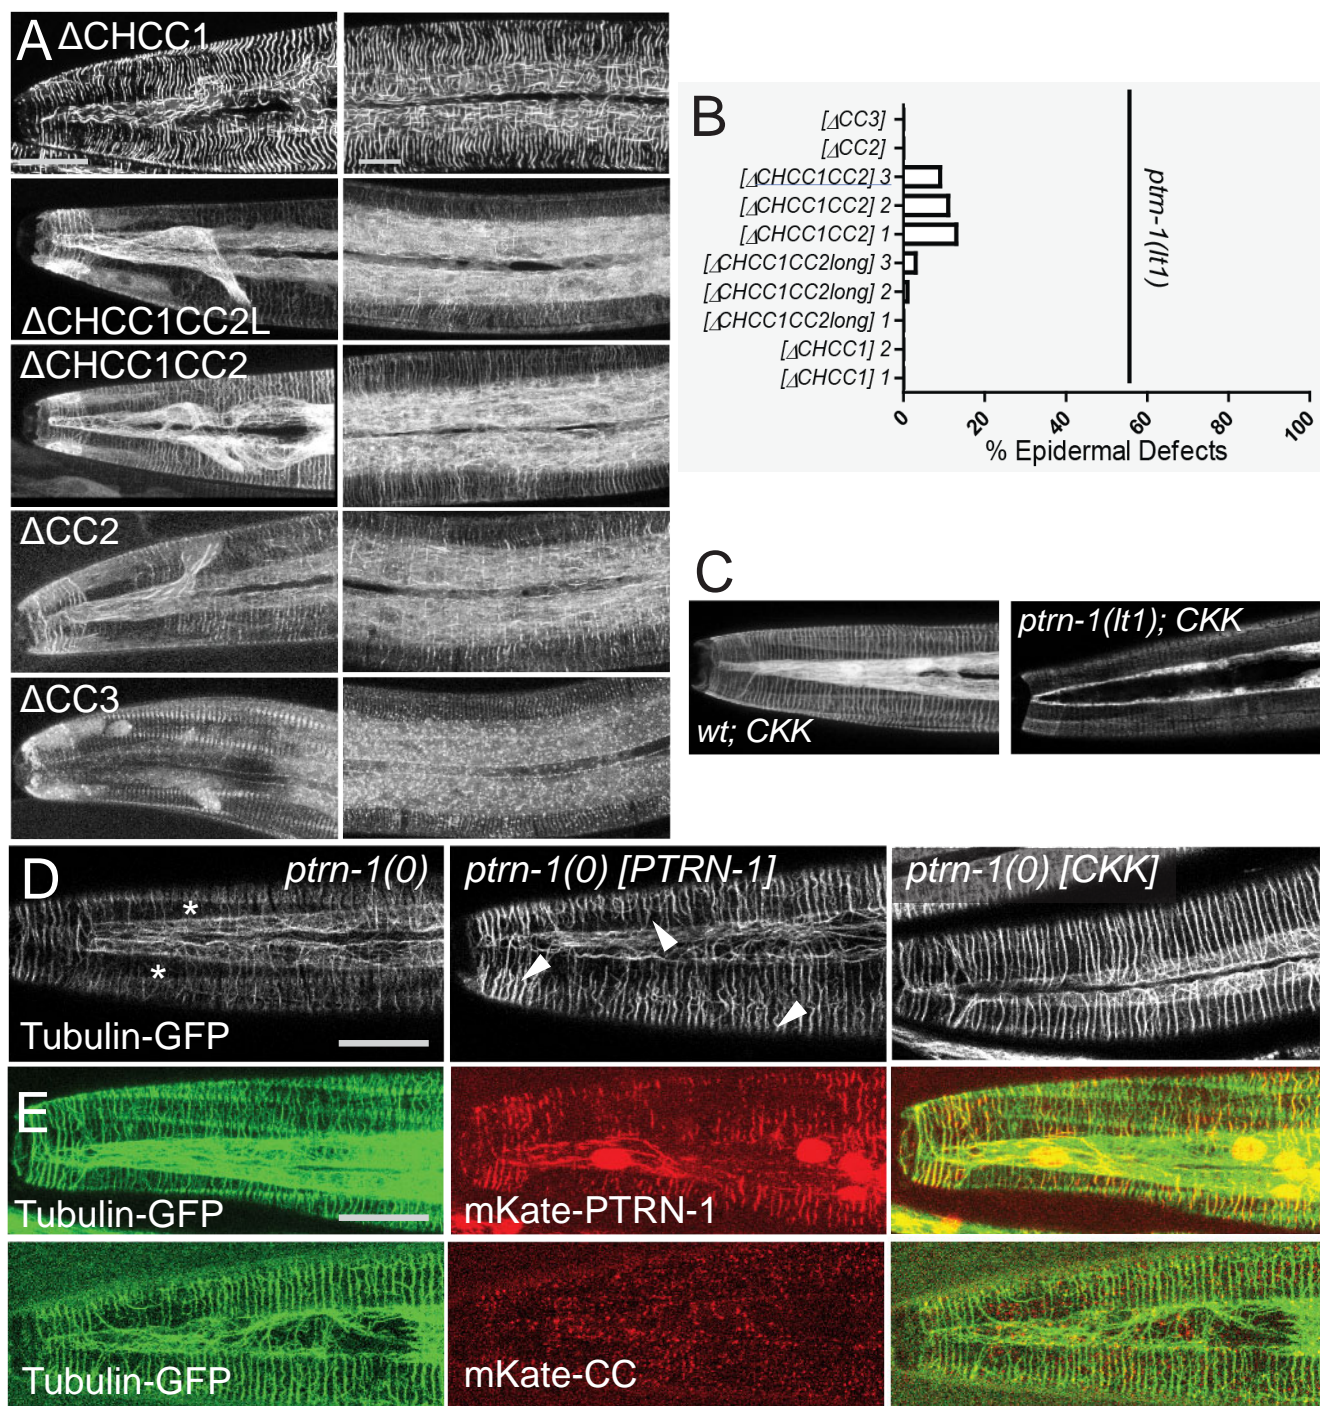 A ΔCHCC1
ΔCHCC1CC2L
ΔCHCC1CC2
ΔCC2
ΔCC3
B
[ΔCC3]
[ΔCC2]
[ΔCHCC1CC2] 3
[ΔCHCC1CC2] 2
[ΔCHCC1CC2] 1
[ΔCHCC1CC2long] 3
[ΔCHCC1CC2long] 2
[ΔCHCC1CC2long] 1
[ΔCHCC1] 2
[ΔCHCC1] 1
0 20 40 60 80 100
% Epidermal Defects
ptrn-1(lt1)
C
wt; CKK
ptrn-1(lt1); CKK
D
ptrn-1(0)
*
*
Tubulin-GFP
ptrn-1(0) [PTRN-1]
ptrn-1(0) [CKK]
E
Tubulin-GFP
mKate-PTRN-1
Tubulin-GFP
mKate-CC